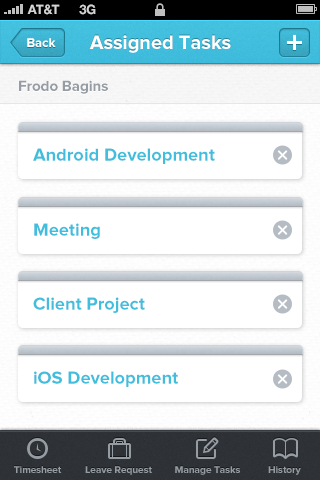 AT&T 3G
Back Assigned Tasks
Frodo Bagins
Android Development
Meeting
Client Project
iOS Development
Timesheet Leave Request Manage Tasks History